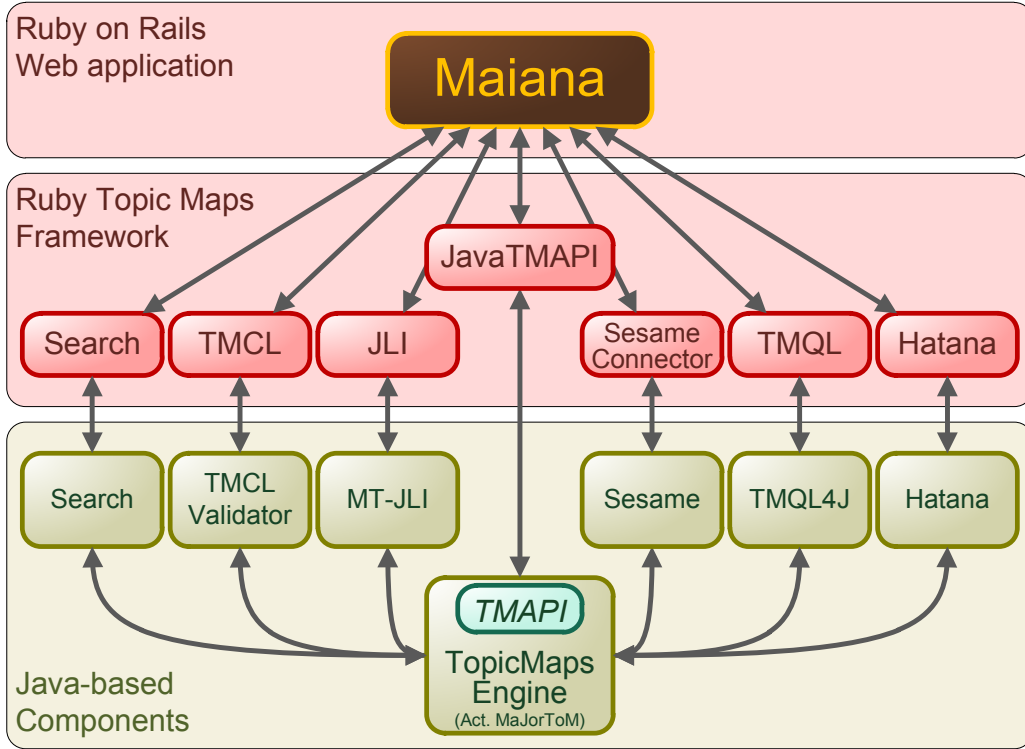 Ruby on Rails
Web application
Maiana
Ruby Topic Maps
Framework
JavaTMAPI
Search
TMCL
JLI
Sesame
Connector
TMQL
Hatana
Search
TMCL
Validator
MT-JLI
Sesame
TMQL4J
Hatana
TMAPI
TopicMaps
Engine
(Act. MaJorToM)
Java-based
Components